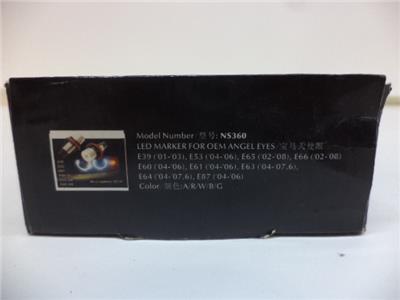 Model Number / 型号: NS360
LED MARKER FOR OEM ANGEL EYES / 宝马天使眼
E39 ('01-03), E53 ('04-06), E65 ('02-08), E66 ('02-08)
E60 ('04-'06), E61 ('04-'06), E63 ('04-'07,6),
E64 ('04-'07,6), E87 ('04-'06)
Color / 颜色:A/R/W/B/G